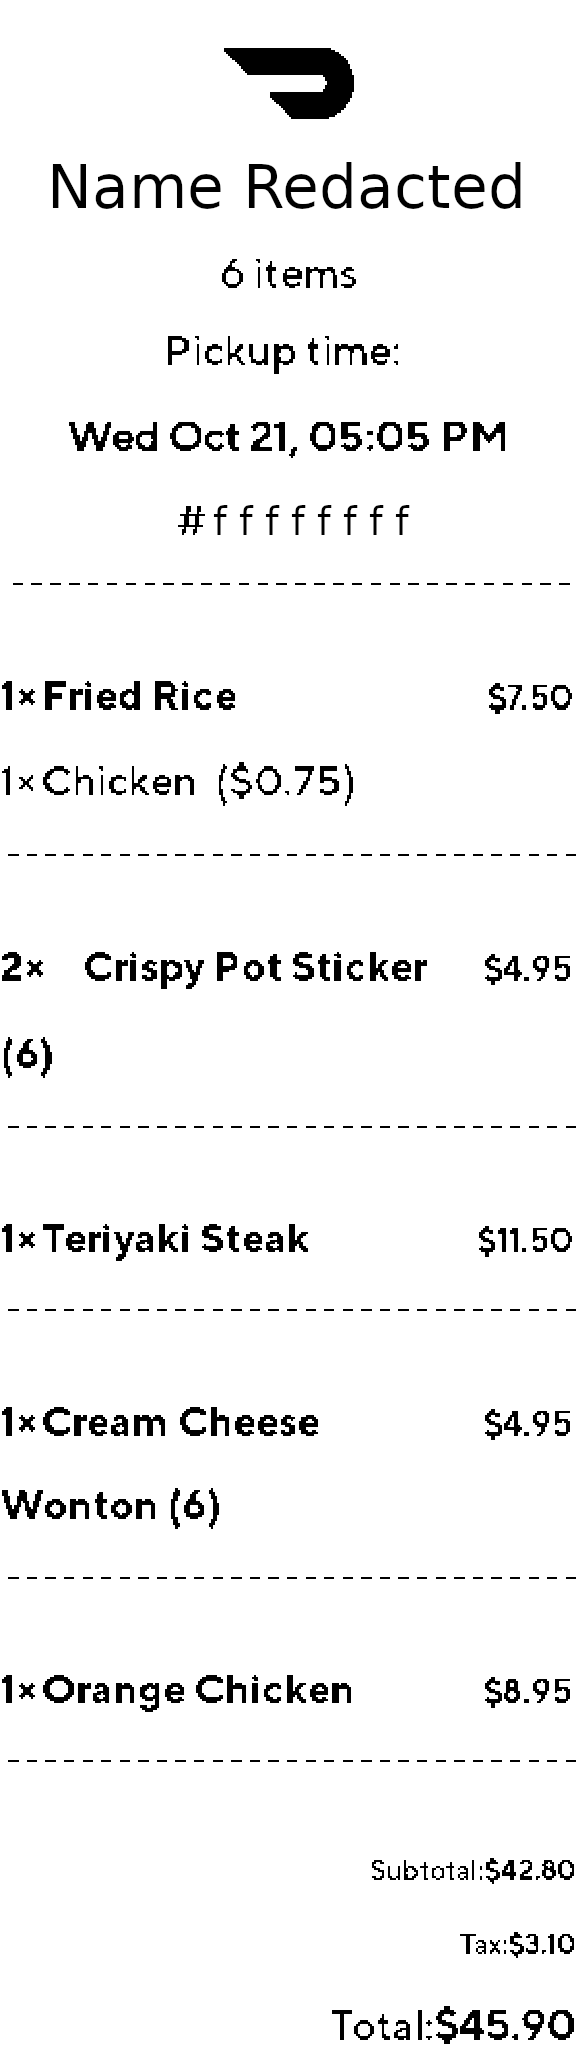 Name Redacted
6 items
Pickup time:
Wed Oct 21, 05:05 PM
#ffffffff
1×Fried Rice $7.50
1×Chicken ($0.75)
2× Crispy Pot Sticker $4.95
(6)
1×Teriyaki Steak $11.50
1×Cream Cheese $4.95
Wonton (6)
1×Orange Chicken $8.95
Subtotal:$42.80
Tax:$3.10
Total:$45.90